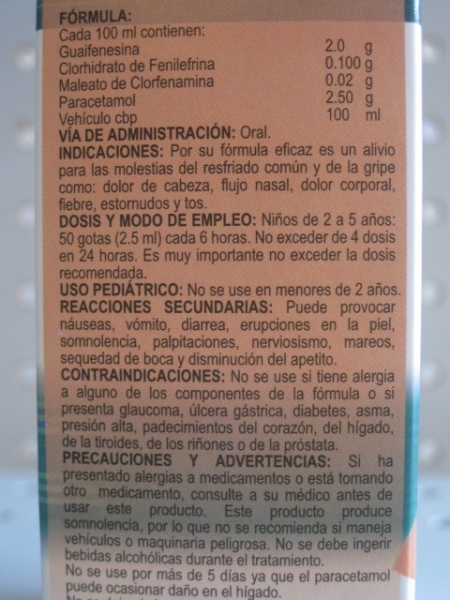 FÓRMULA:
Cada 100 ml contienen:
Guaifenesina 2.0 g
Clorhidrato de Fenilefrina 0.100 g
Maleato de Clorfenamina 0.02 g
Paracetamol 2.50 g
Vehículo cbp 100 ml
VÍA DE ADMINISTRACIÓN: Oral.
INDICACIONES: Por su fórmula eficaz es un alivio
para las molestias del resfriado común y de la gripe
como: dolor de cabeza, flujo nasal, dolor corporal,
fiebre, estornudos y tos.
DOSIS Y MODO DE EMPLEO: Niños de 2 a 5 años:
50 gotas (2.5 ml) cada 6 horas. No exceder de 4 dosis
en 24 horas. Es muy importante no exceder la dosis
recomendada.
USO PEDIÁTRICO: No se use en menores de 2 años.
REACCIONES SECUNDARIAS: Puede provocar
náuseas, vómito, diarrea, erupciones en la piel,
somnolencia, palpitaciones, nerviosismo, mareos,
sequedad de boca y disminución del apetito.
CONTRAINDICACIONES: No se use si tiene alergia
a alguno de los componentes de la fórmula o si
presenta glaucoma, úlcera gástrica, diabetes, asma,
presión alta, padecimientos del corazón, del hígado,
de la tiroides, de los riñones o de la próstata.
PRECAUCIONES Y ADVERTENCIAS: Si ha
presentado alergias a medicamentos o está tomando
otro medicamento, consulte a su médico antes de
usar este producto. Este producto produce
somnolencia, por lo que no se recomienda si maneja
vehículos o maquinaria peligrosa. No se debe ingerir
bebidas alcohólicas durante el tratamiento.
No se use por más de 5 días ya que el paracetamol
puede ocasionar daño en el hígado.